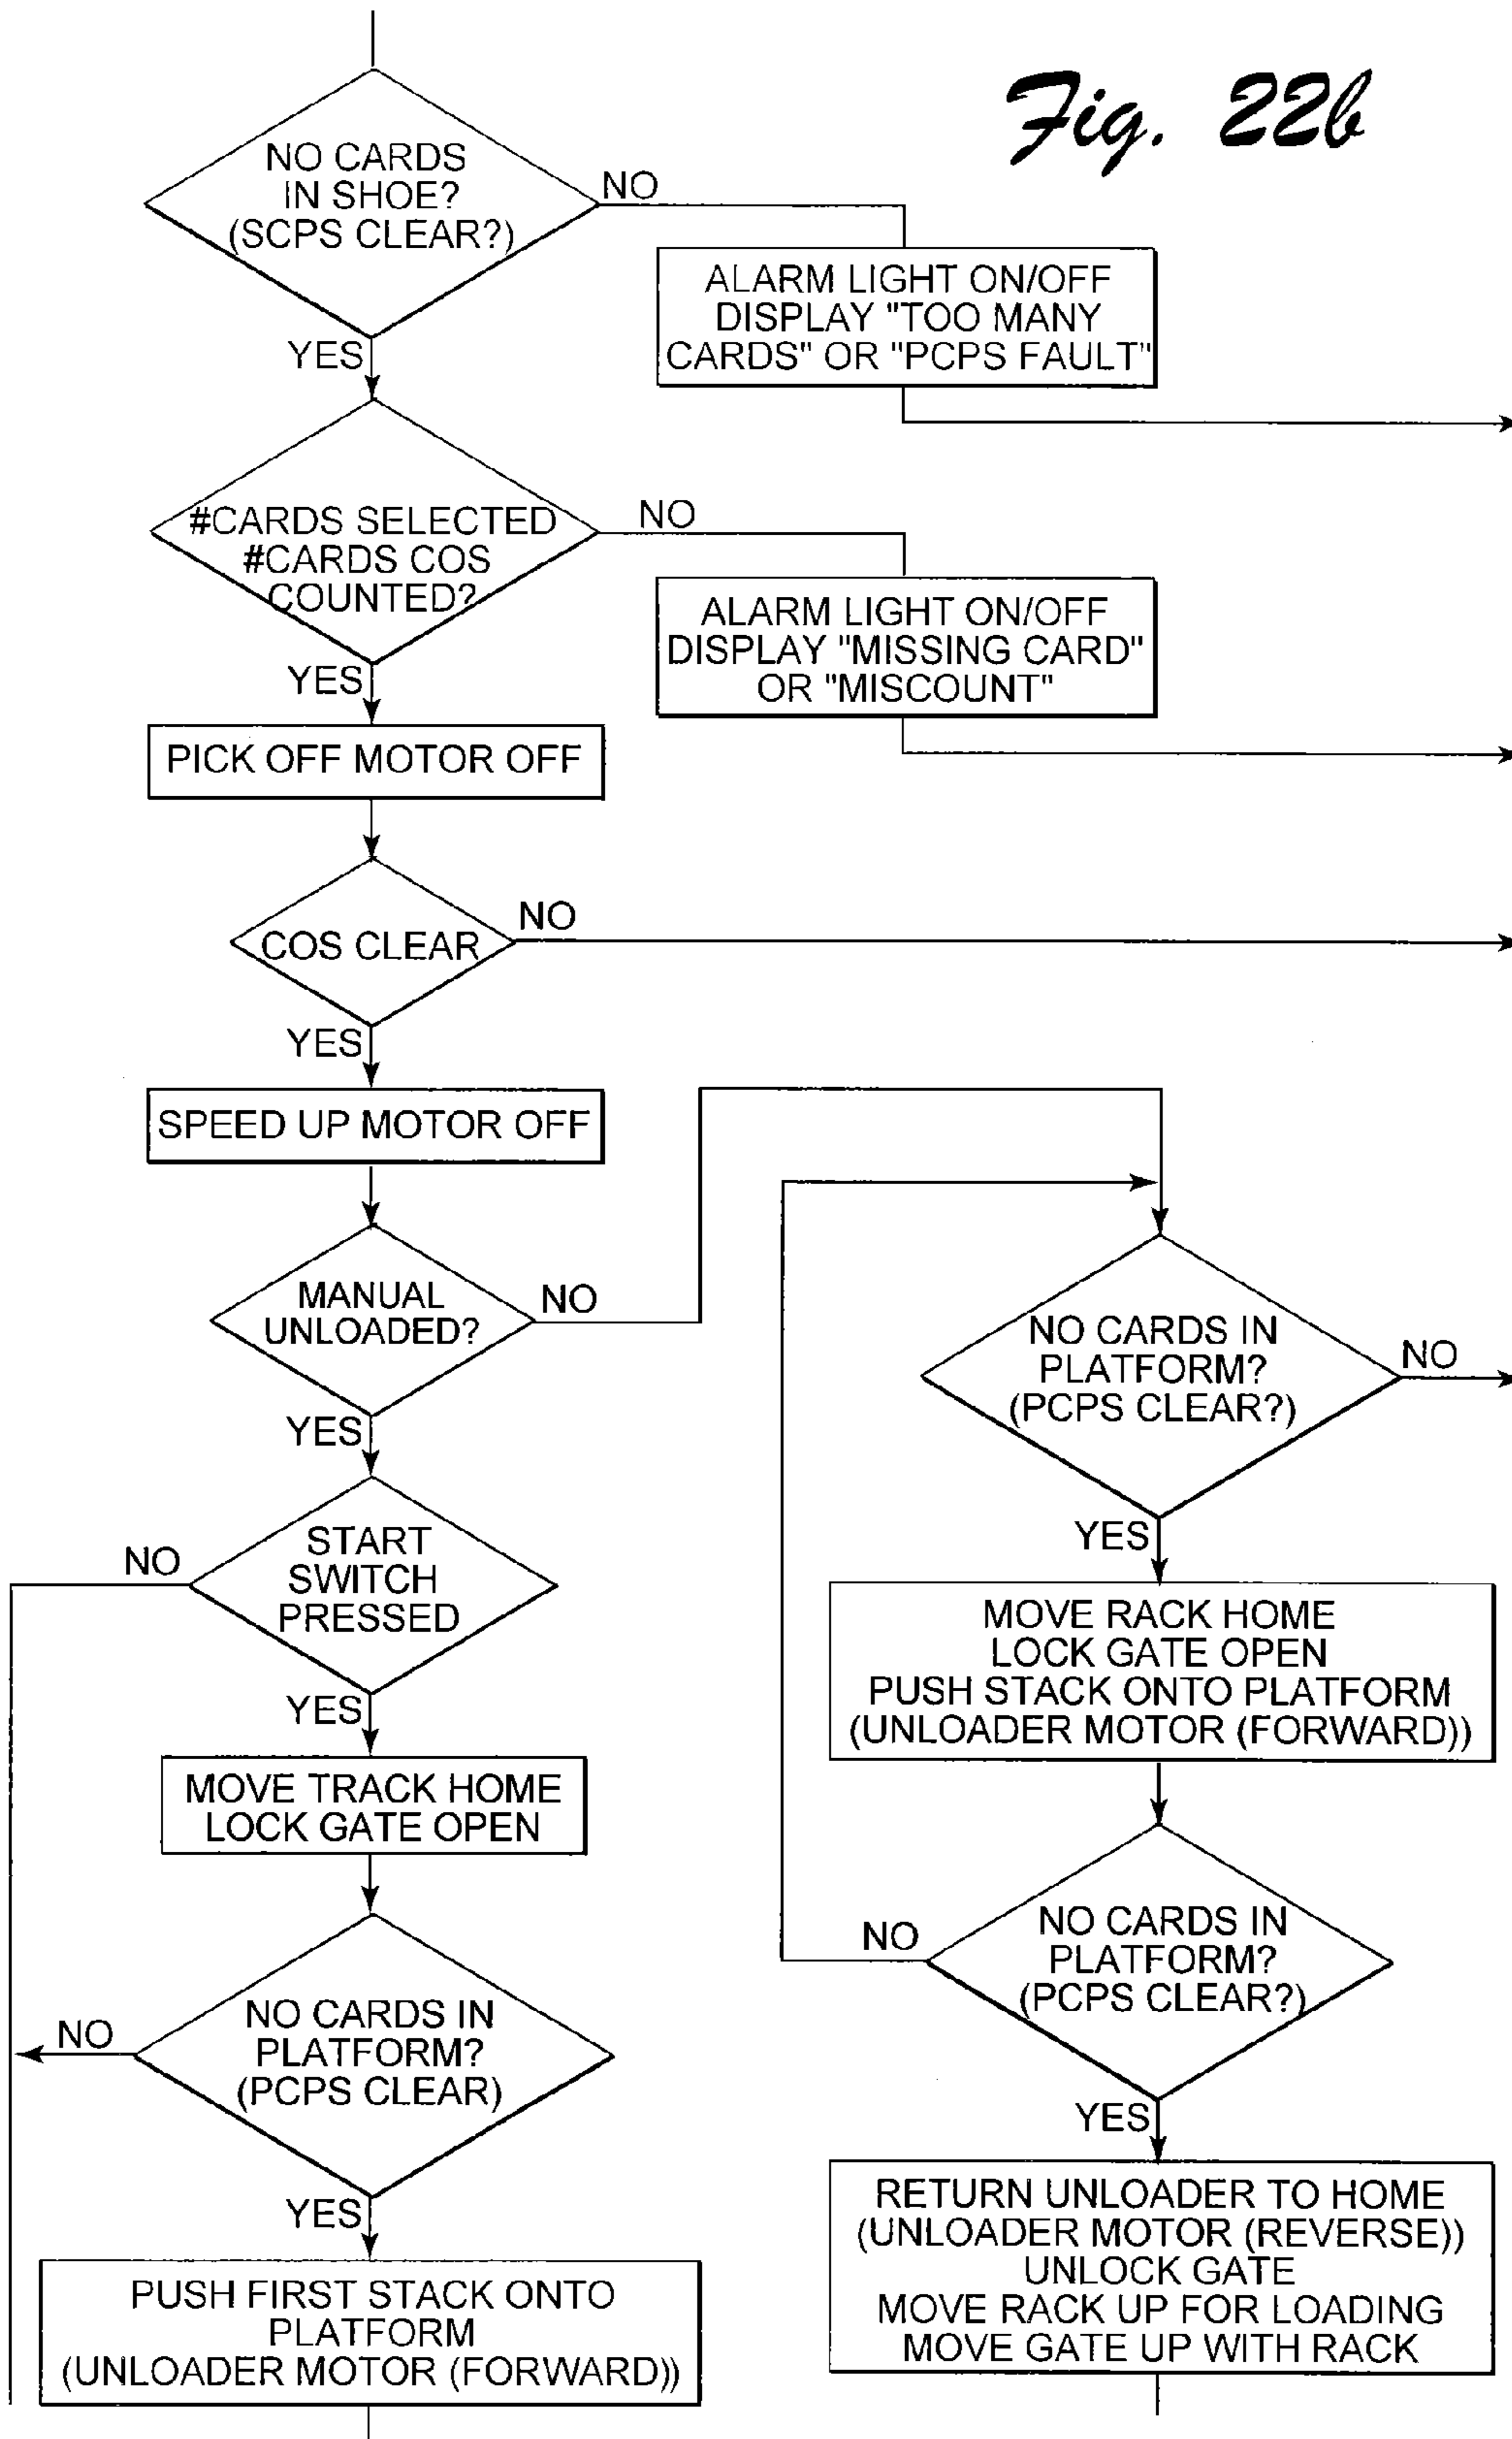 Fig. 22b
NO CARDS
IN SHOE?
(SCPS CLEAR?)
NO
ALARM LIGHT ON/OFF
DISPLAY "TOO MANY
CARDS" OR "PCPS FAULT"
YES
#CARDS SELECTED
#CARDS COS
COUNTED?
NO
ALARM LIGHT ON/OFF
DISPLAY "MISSING CARD"
OR "MISCOUNT"
YES
PICK OFF MOTOR OFF
COS CLEAR
NO
YES
SPEED UP MOTOR OFF
MANUAL
UNLOADED?
NO
YES
START
SWITCH
PRESSED
NO
YES
MOVE TRACK HOME
LOCK GATE OPEN
NO CARDS IN
PLATFORM?
(PCPS CLEAR)
NO
YES
PUSH FIRST STACK ONTO
PLATFORM
(UNLOADER MOTOR (FORWARD))
NO CARDS IN
PLATFORM?
(PCPS CLEAR?)
NO
YES
MOVE RACK HOME
LOCK GATE OPEN
PUSH STACK ONTO PLATFORM
(UNLOADER MOTOR (FORWARD))
NO CARDS IN
PLATFORM?
(PCPS CLEAR?)
NO
YES
RETURN UNLOADER TO HOME
(UNLOADER MOTOR (REVERSE))
UNLOCK GATE
MOVE RACK UP FOR LOADING
MOVE GATE UP WITH RACK